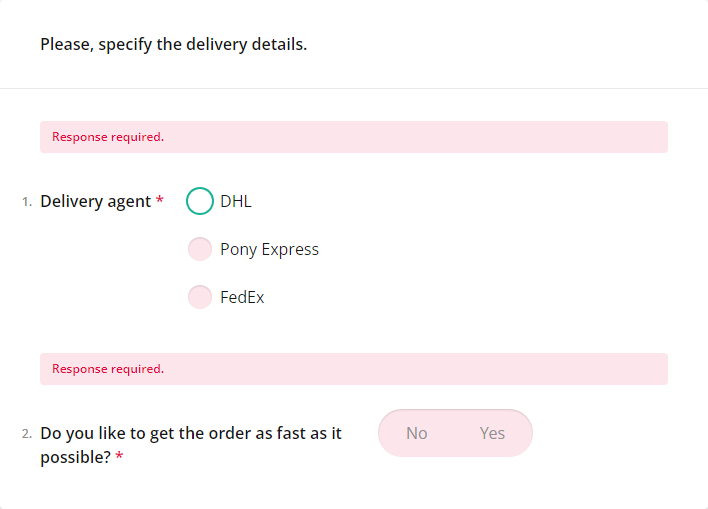 Please, specify the delivery details.
Response required.
1. Delivery agent * DHL
Pony Express
FedEx
Response required.
2. Do you like to get the order as fast as it No Yes
possible? *